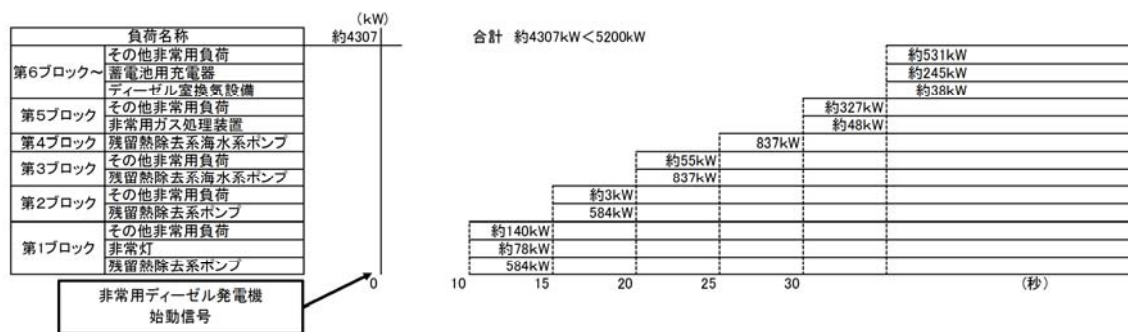 (kW)
負荷名称 約4307 合計 約4307kW<5200kW
第6ブロック～ その他非常用負荷 約531kW
蓄電池用充電器 約245kW
ディーゼル室換気設備 約38kW
第5ブロック その他非常用負荷 約327kW
非常用ガス処理装置 約48kW
第4ブロック 残留熱除去系海水系ポンプ 837kW
第3ブロック その他非常用負荷 約55kW
残留熱除去系海水系ポンプ 837kW
第2ブロック その他非常用負荷 約3kW
残留熱除去系ポンプ 584kW
第1ブロック その他非常用負荷 約140kW
非常灯 約78kW
残留熱除去系ポンプ 584kW
0 10 15 20 25 30 (秒)
非常用ディーゼル発電機
始動信号